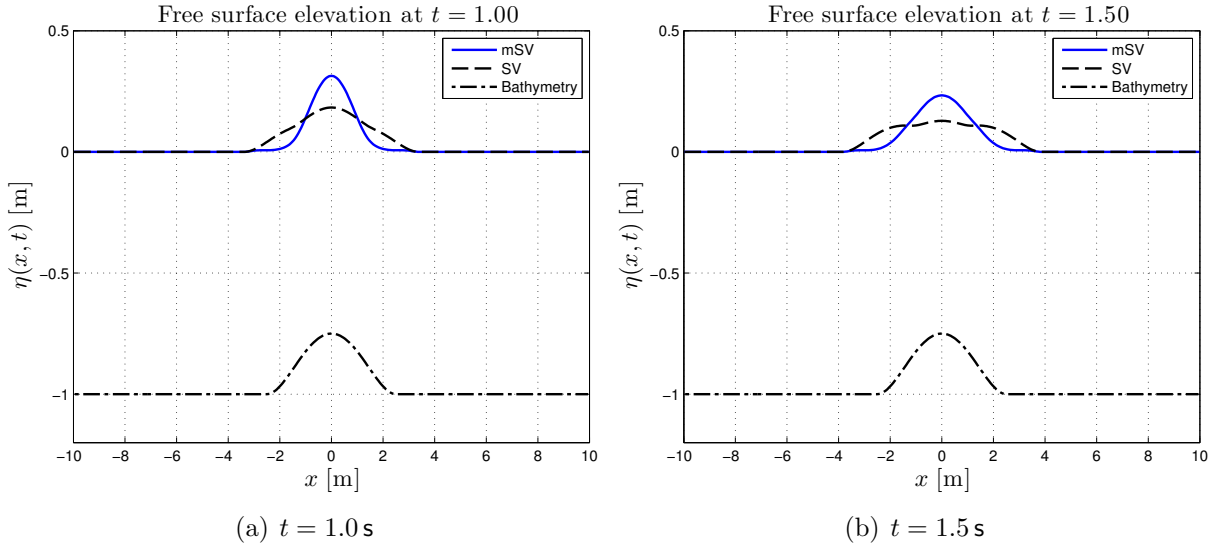 Free surface elevation at t = 1.00
0.5
0
−0.5
−1
η(x, t) [m]
mSV
SV
Bathymetry
−10 −8 −6 −4 −2 0 2 4 6 8 10
x [m]
(a) t = 1.0 s
Free surface elevation at t = 1.50
0.5
0
−0.5
−1
η(x, t) [m]
mSV
SV
Bathymetry
−10 −8 −6 −4 −2 0 2 4 6 8 10
x [m]
(b) t = 1.5 s